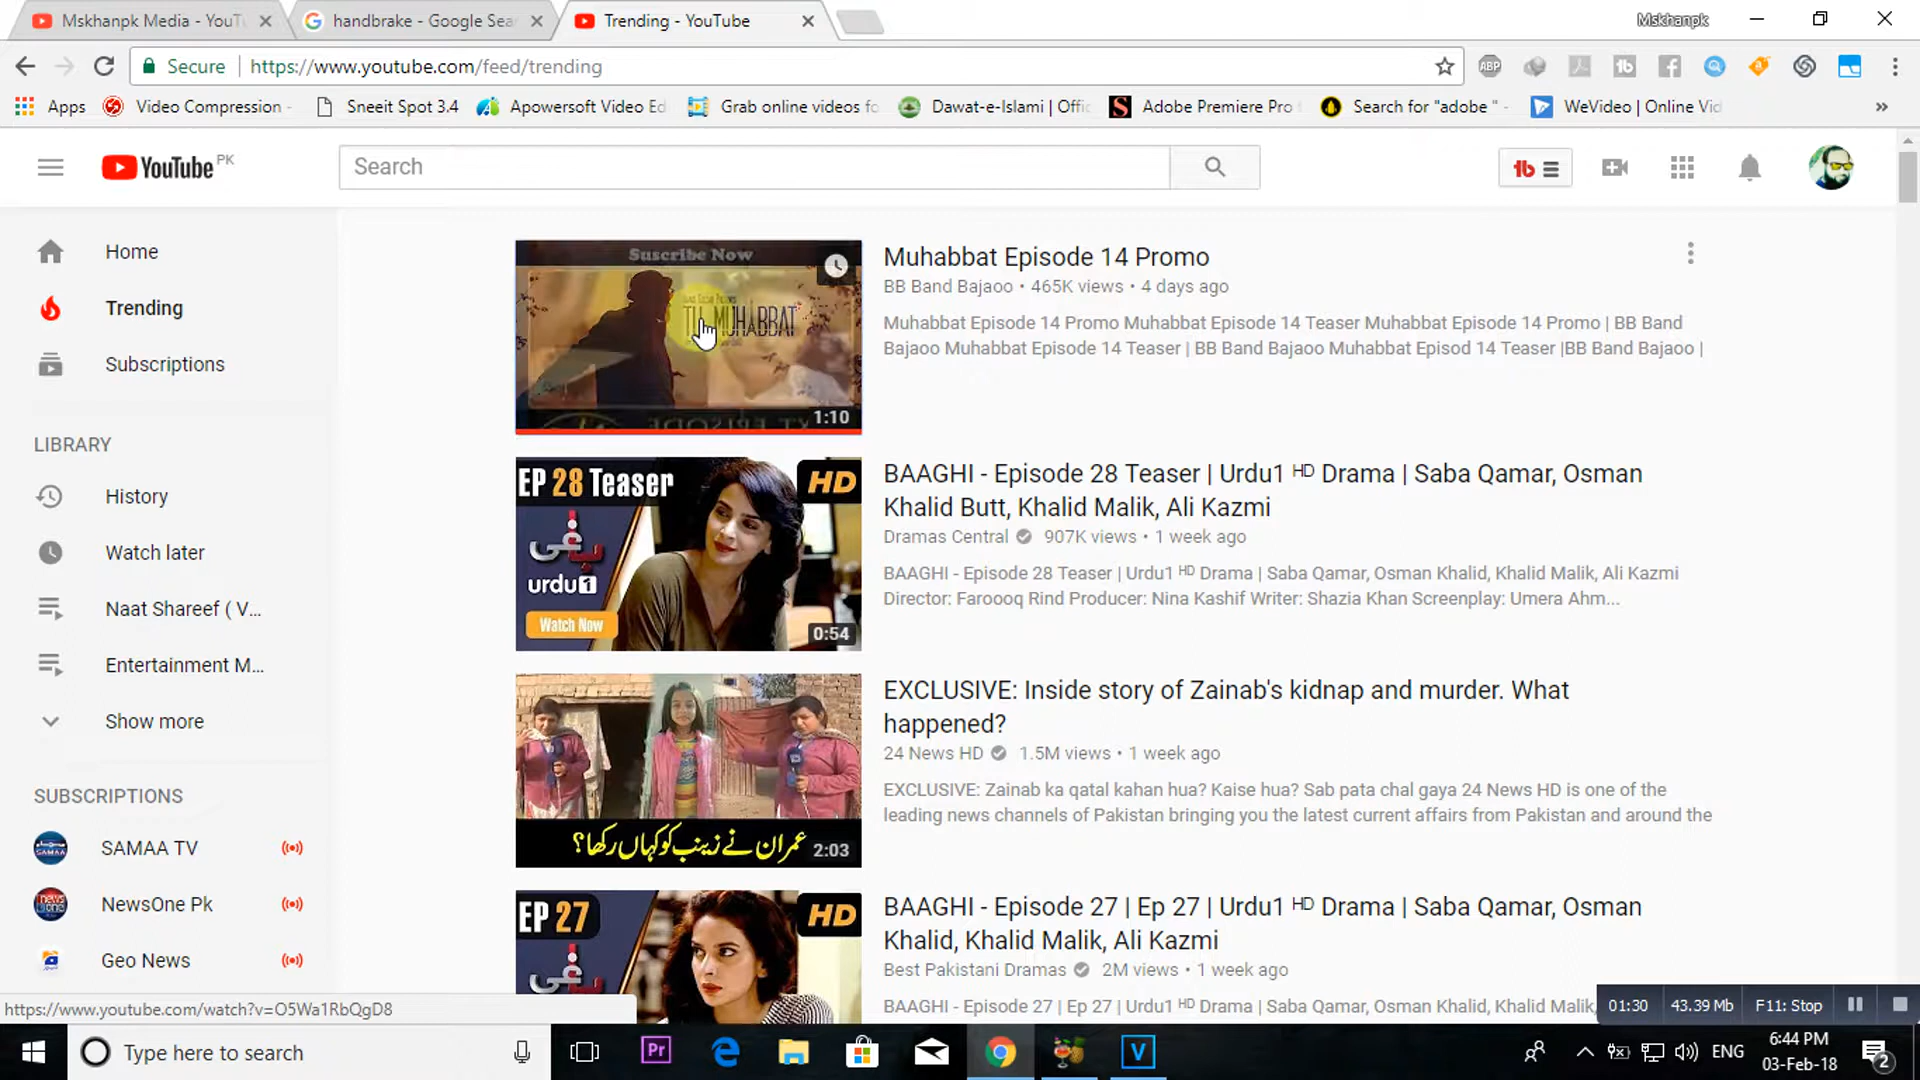 Mskhanpk Media - YouTu
handbrake - Google Sea
Trending - YouTube
Mskhanpk
Secure
https://www.youtube.com/feed/trending
ABP
Apps
Video Compression -
Sneeit Spot 3.4
Apowersoft Video Ed
Grab online videos fo
Dawat-e-Islami | Offic
Adobe Premiere Pro
Search for "adobe " -
WeVideo | Online Vid
YouTube PK
Search
Home
Trending
Subscriptions
LIBRARY
History
Watch later
Naat Shareef ( V...
Entertainment M...
Show more
SUBSCRIPTIONS
SAMAA TV
NewsOne Pk
Geo News
Suscribe Now
MUHABBAT
1:10
Muhabbat Episode 14 Promo
BB Band Bajaoo • 465K views • 4 days ago
Muhabbat Episode 14 Promo Muhabbat Episode 14 Teaser Muhabbat Episode 14 Promo | BB Band
Bajaoo Muhabbat Episode 14 Teaser | BB Band Bajaoo Muhabbat Episod 14 Teaser |BB Band Bajaoo |
EP 28 Teaser
HD
باغی
urdu1
Watch Now
0:54
BAAGHI - Episode 28 Teaser | Urdu1 ᴴᴰ Drama | Saba Qamar, Osman
Khalid Butt, Khalid Malik, Ali Kazmi
Dramas Central 907K views • 1 week ago
BAAGHI - Episode 28 Teaser | Urdu1 ᴴᴰ Drama | Saba Qamar, Osman Khalid, Khalid Malik, Ali Kazmi
Director: Faroooq Rind Producer: Nina Kashif Writer: Shazia Khan Screenplay: Umera Ahm...
عمران نے زینب کو کہاں رکھا؟
2:03
EXCLUSIVE: Inside story of Zainab's kidnap and murder. What
happened?
24 News HD 1.5M views • 1 week ago
EXCLUSIVE: Zainab ka qatal kahan hua? Kaise hua? Sab pata chal gaya 24 News HD is one of the
leading news channels of Pakistan bringing you the latest current affairs from Pakistan and around the
EP 27
HD
BAAGHI - Episode 27 | Ep 27 | Urdu1 ᴴᴰ Drama | Saba Qamar, Osman
Khalid, Khalid Malik, Ali Kazmi
Best Pakistani Dramas 2M views • 1 week ago
BAAGHI - Episode 27 | Ep 27 | Urdu1 ᴴᴰ Drama | Saba Qamar, Osman Khalid, Khalid Malik,
https://www.youtube.com/watch?v=O5Wa1RbQgD8
01:30
43.39 Mb
F11: Stop
Type here to search
Pr
V
ENG
6:44 PM
03-Feb-18
2